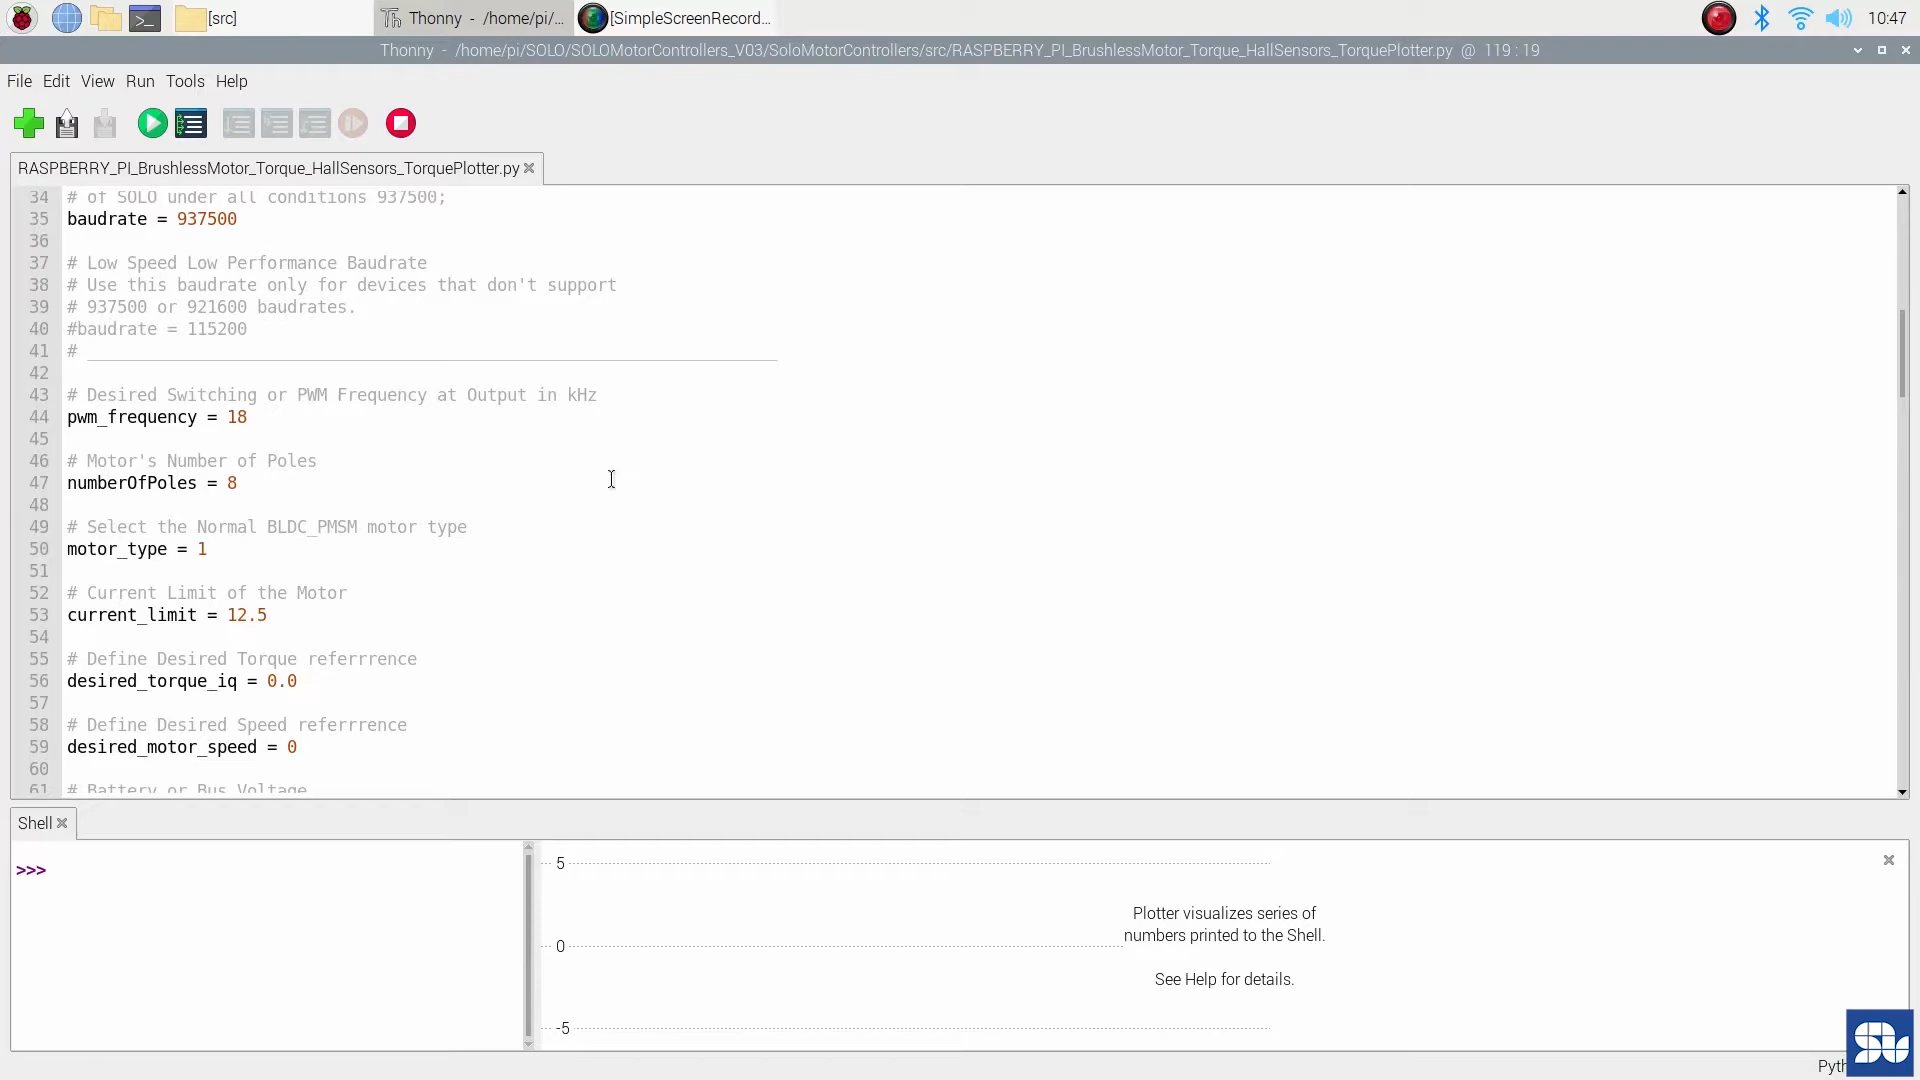 [src]
Thonny - /home/pi/...
[SimpleScreenRecord...
10:47
Thonny - /home/pi/SOLO/SOLOMotorControllers_V03/SoloMotorControllers/src/RASPBERRY_PI_BrushlessMotor_Torque_HallSensors_TorquePlotter.py @ 119 : 19
File Edit View Run Tools Help
RASPBERRY_PI_BrushlessMotor_Torque_HallSensors_TorquePlotter.py
34 # of SOLO under all conditions 937500;
35 baudrate = 937500
36
37 # Low Speed Low Performance Baudrate
38 # Use this baudrate only for devices that don't support
39 # 937500 or 921600 baudrates.
40 #baudrate = 115200
41 # _____________________________________________________________________
42
43 # Desired Switching or PWM Frequency at Output in kHz
44 pwm_frequency = 18
45
46 # Motor's Number of Poles
47 numberOfPoles = 8
48
49 # Select the Normal BLDC_PMSM motor type
50 motor_type = 1
51
52 # Current Limit of the Motor
53 current_limit = 12.5
54
55 # Define Desired Torque referrrence
56 desired_torque_iq = 0.0
57
58 # Define Desired Speed referrrence
59 desired_motor_speed = 0
60
61 # Battery or Bus Voltage
Shell
>>>
5
0
-5
Plotter visualizes series of
numbers printed to the Shell.
See Help for details.
Pyth